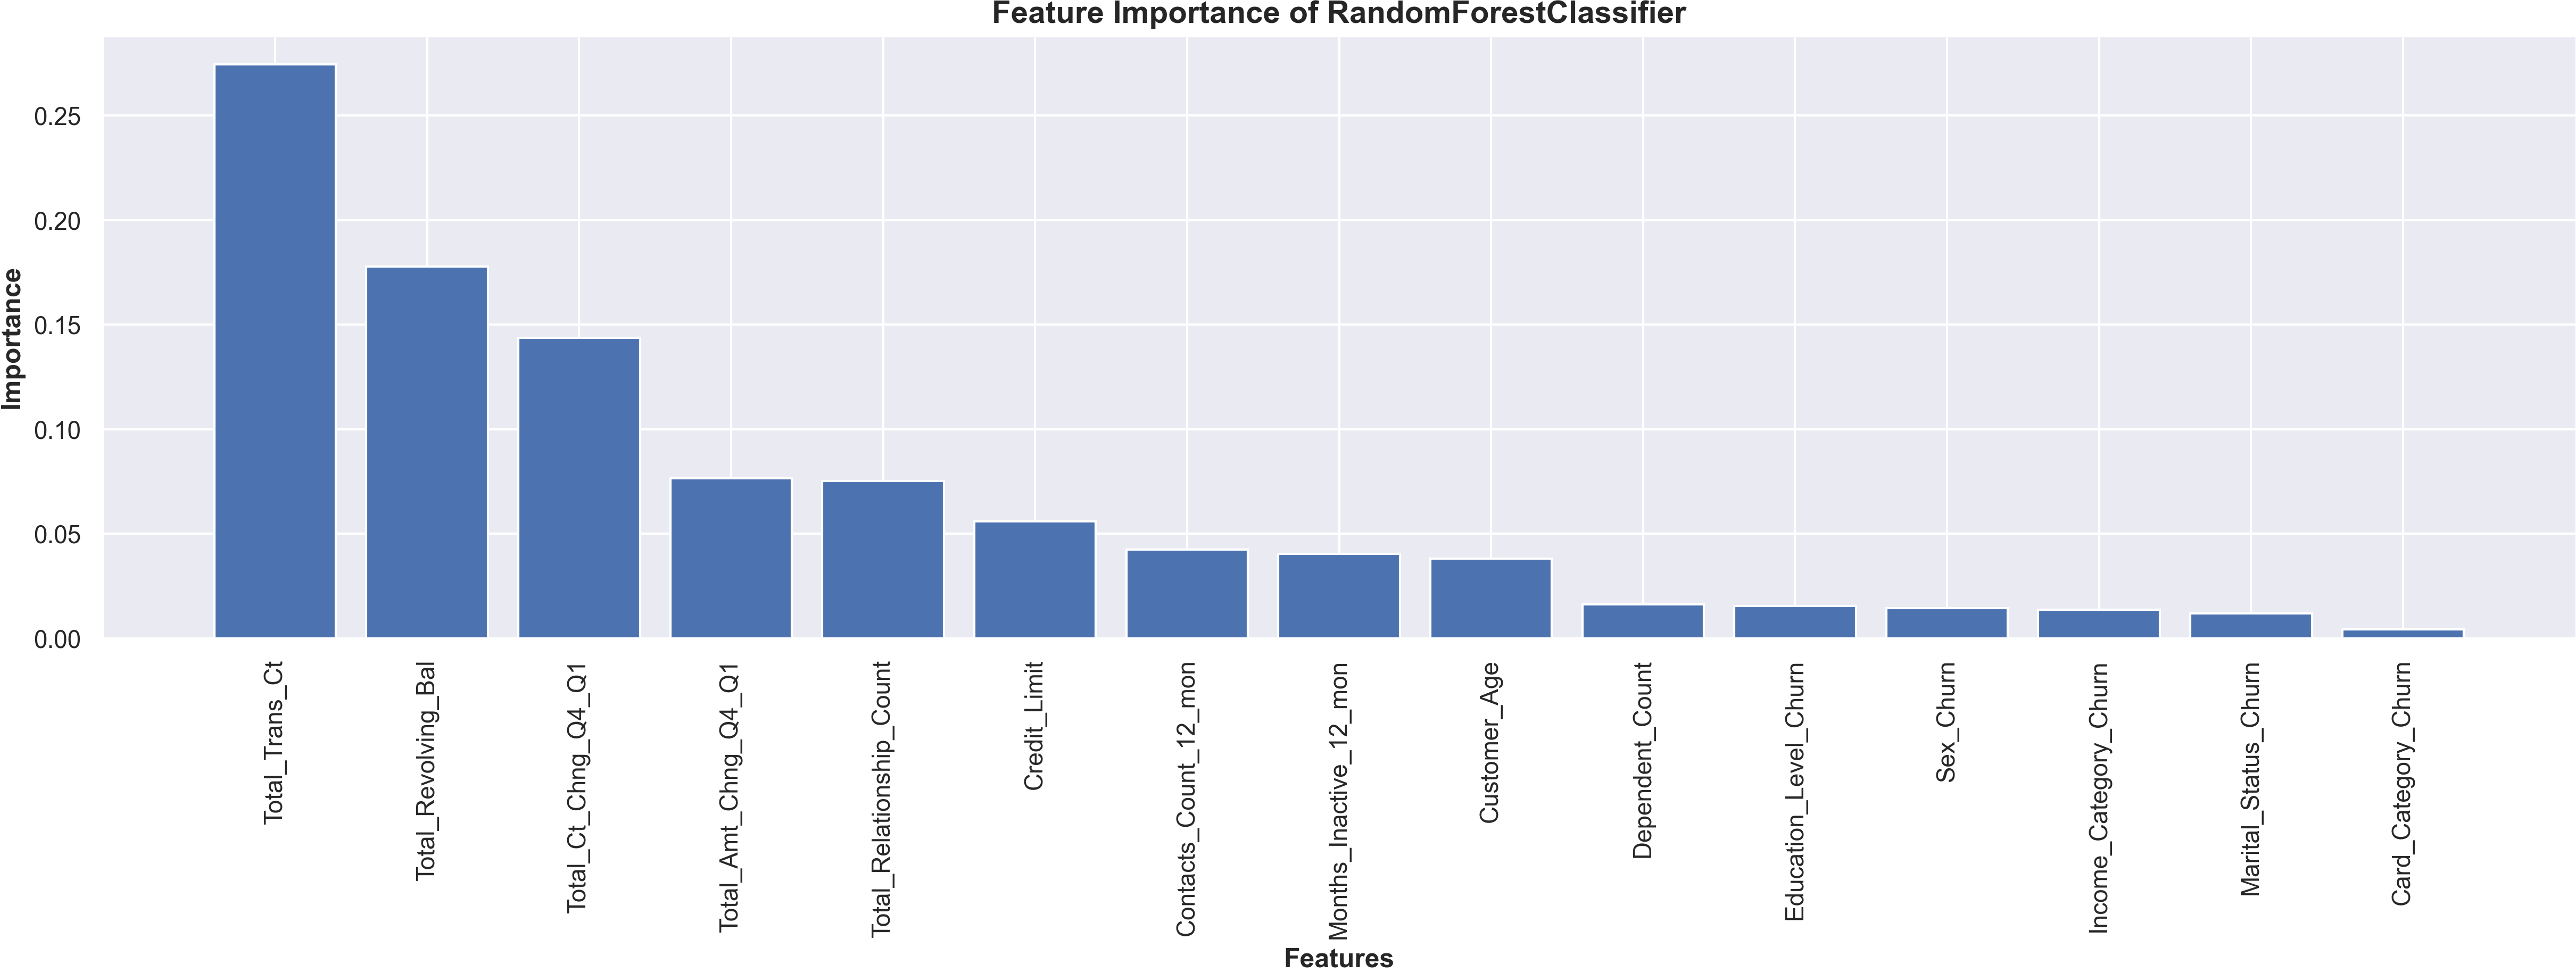 Feature Importance of RandomForestClassifier
Importance
0.25
0.20
0.15
0.10
0.05
0.00
Total_Trans_Ct
Total_Revolving_Bal
Total_Ct_Chng_Q4_Q1
Total_Amt_Chng_Q4_Q1
Total_Relationship_Count
Credit_Limit
Contacts_Count_12_mon
Months_Inactive_12_mon
Customer_Age
Dependent_Count
Education_Level_Churn
Sex_Churn
Income_Category_Churn
Marital_Status_Churn
Card_Category_Churn
Features